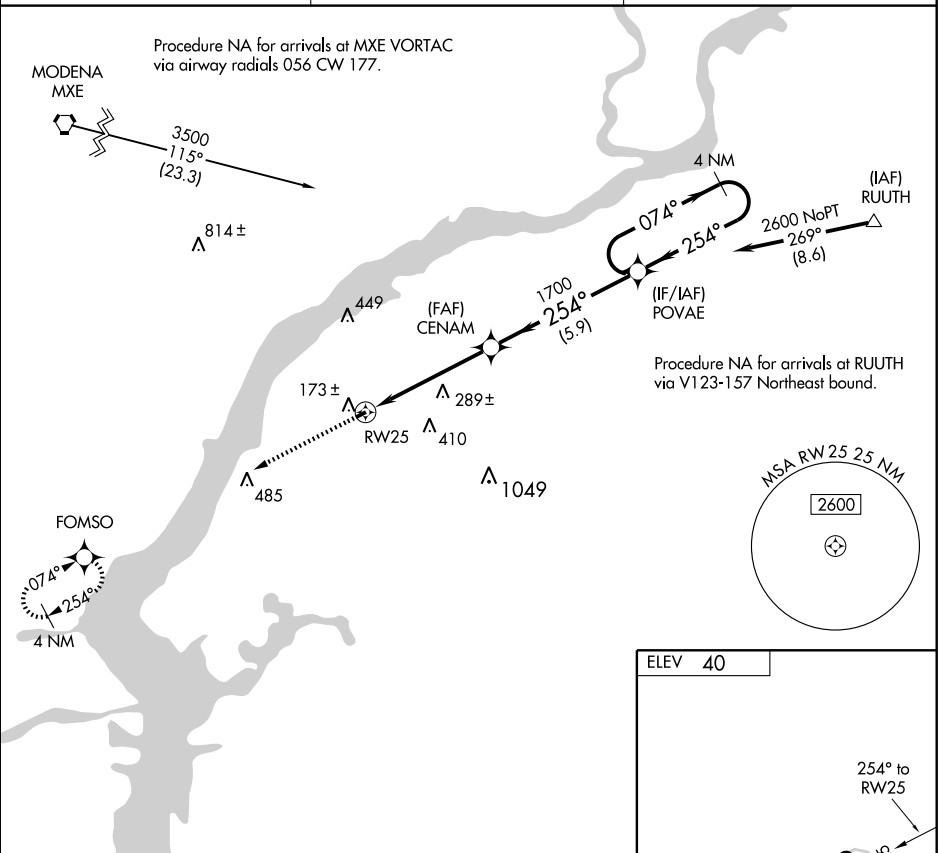 Procedure NA for arrivals at MXE VORTAC
via airway radials 056 CW 177.
MODENA
MXE
3500
115°
(23.3)
814±
4 NM
074°
254°
(IAF)
RUUTH
2600 NoPT
269°
(8.6)
(IF/IAF)
POVAE
1700
254°
(5.9)
(FAF)
CENAM
449
173±
289±
RW25
410
485
1049
Procedure NA for arrivals at RUUTH
via V123-157 Northeast bound.
MSA RW25 25 NM
2600
FOMSO
074°
254°
4 NM
ELEV 40
254° to
RW25